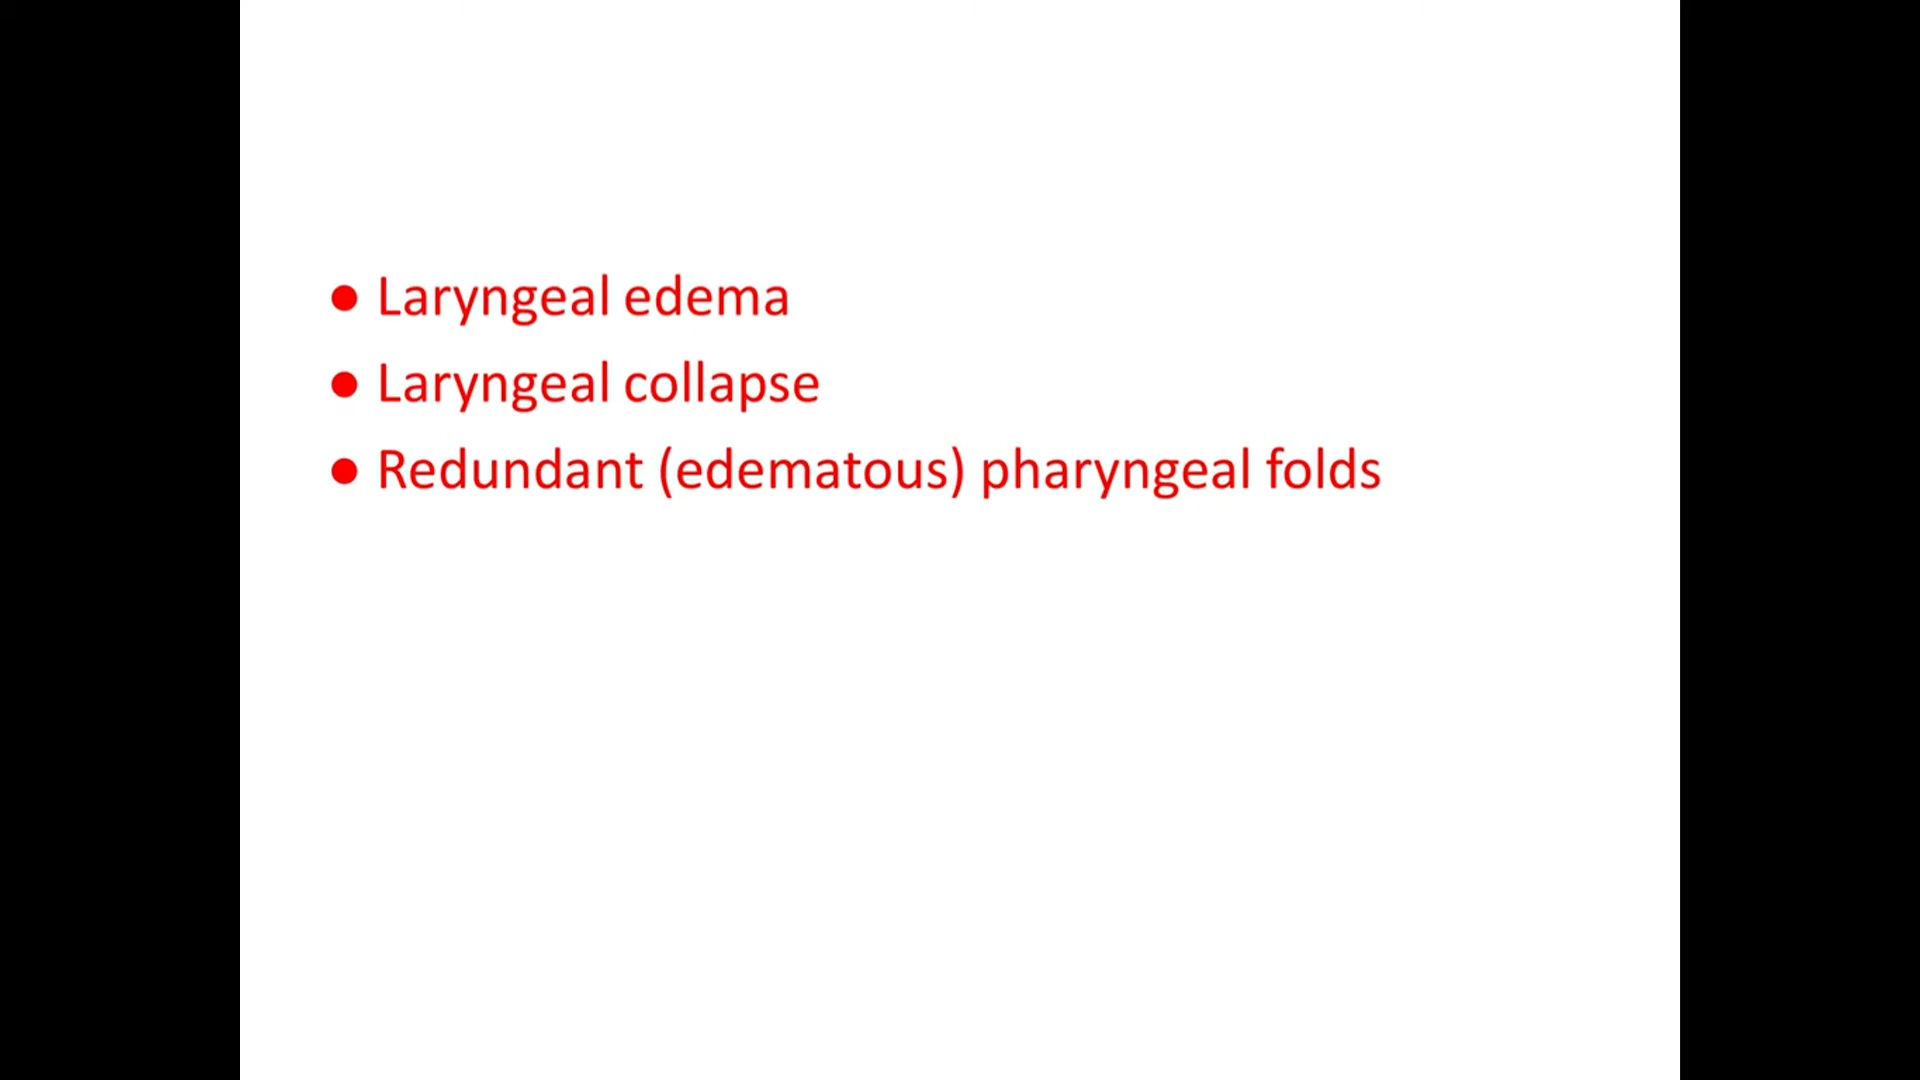 ● Laryngeal edema
● Laryngeal collapse
● Redundant (edematous) pharyngeal folds